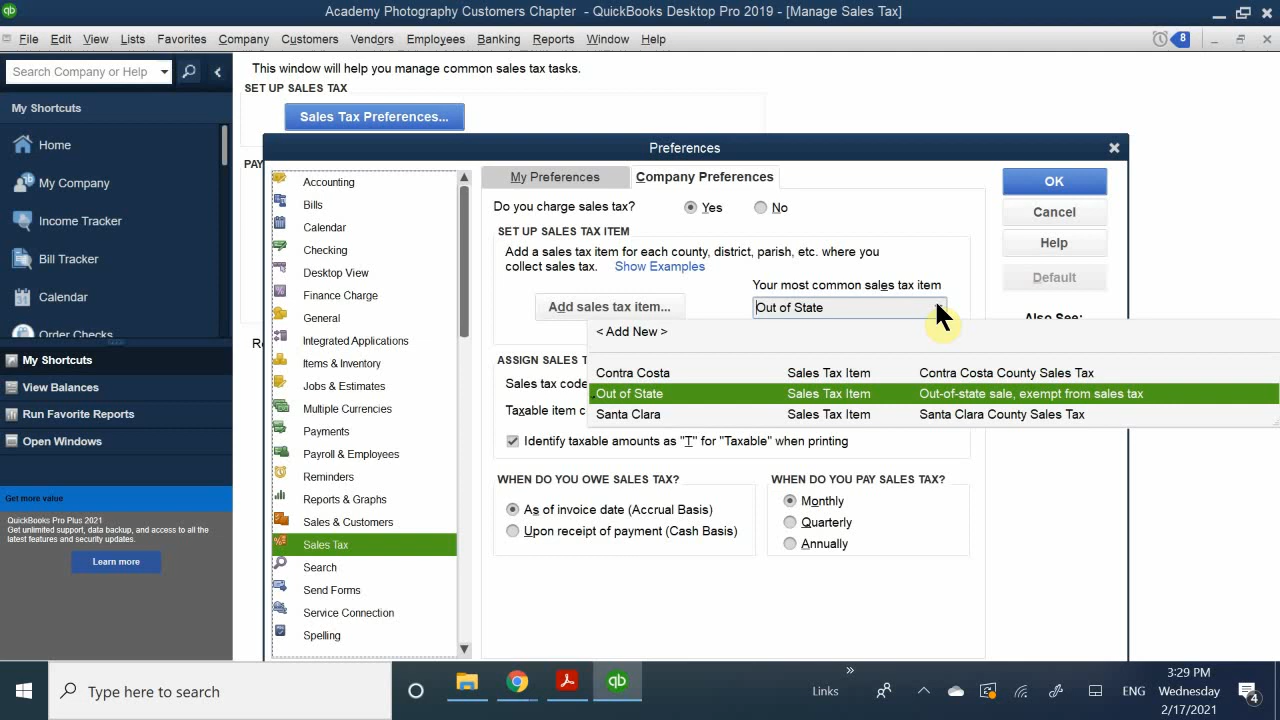 Academy Photography Customers Chapter - QuickBooks Desktop Pro 2019 - [Manage Sales Tax]
File Edit View Lists Favorites Company Customers Vendors Employees Banking Reports Window Help
8
Search Company or Help
My Shortcuts
Home
My Company
Income Tracker
Bill Tracker
Calendar
Order Checks
My Shortcuts
View Balances
Run Favorite Reports
Open Windows
Get more value
QuickBooks Pro Plus 2021
Get unlimited support, data backup, and access to all the
latest features and security updates.
Learn more
This window will help you manage common sales tax tasks.
SET UP SALES TAX
Sales Tax Preferences...
PAY
Re
Preferences
Accounting
Bills
Calendar
Checking
Desktop View
Finance Charge
General
Integrated Applications
Items & Inventory
Jobs & Estimates
Multiple Currencies
Payments
Payroll & Employees
Reminders
Reports & Graphs
Sales & Customers
Sales Tax
Search
Send Forms
Service Connection
Spelling
My Preferences Company Preferences
Do you charge sales tax? Yes No
SET UP SALES TAX ITEM
Add a sales tax item for each county, district, parish, etc. where you
collect sales tax. Show Examples
Your most common sales tax item
Add sales tax item... Out of State
< Add New >
Contra Costa Sales Tax Item Contra Costa County Sales Tax
Out of State Sales Tax Item Out-of-state sale, exempt from sales tax
Santa Clara Sales Tax Item Santa Clara County Sales Tax
ASSIGN SALES T
Sales tax code
Taxable item c
Identify taxable amounts as "T" for "Taxable" when printing
WHEN DO YOU OWE SALES TAX?
As of invoice date (Accrual Basis)
Upon receipt of payment (Cash Basis)
WHEN DO YOU PAY SALES TAX?
Monthly
Quarterly
Annually
OK
Cancel
Help
Default
Also See:
Type here to search
qb
Links
ENG
3:29 PM
Wednesday
2/17/2021
4